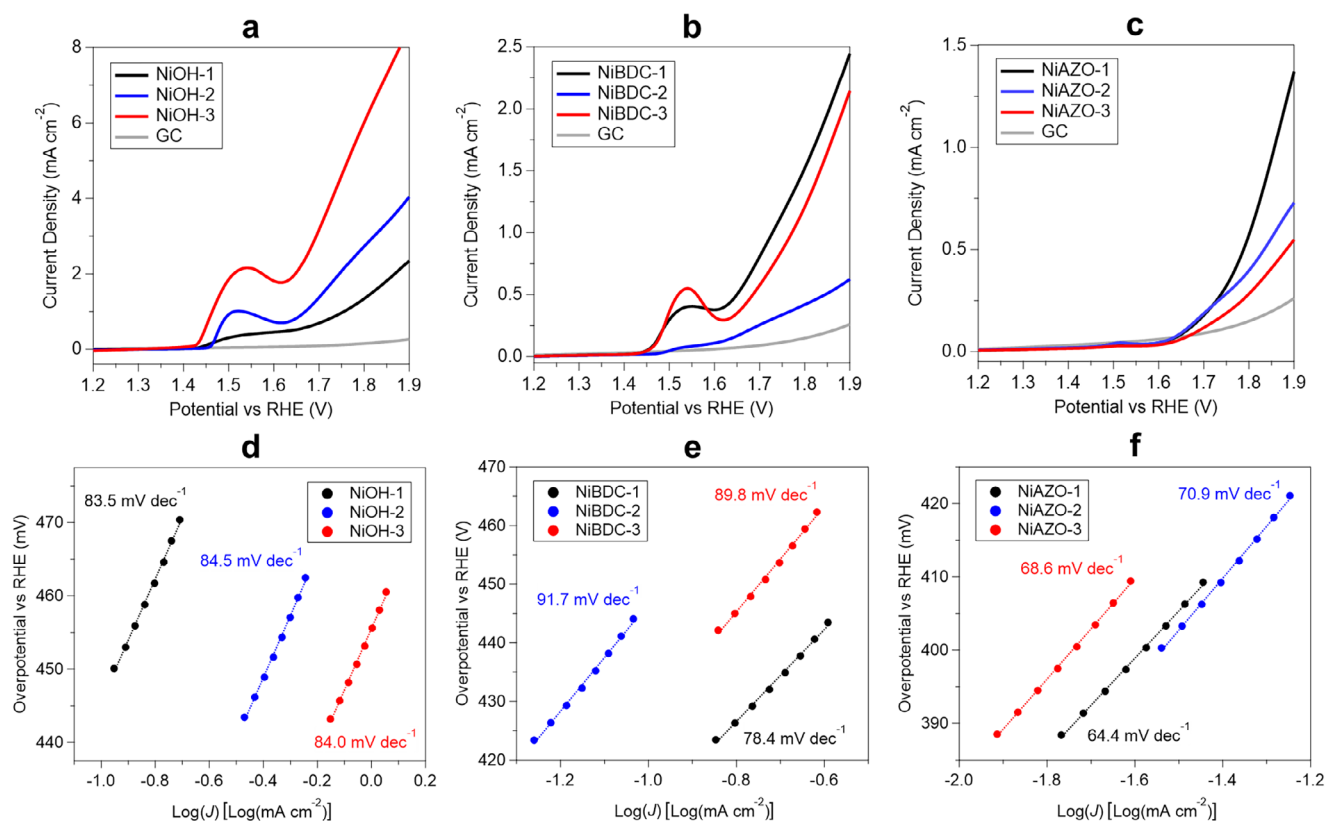 a
8
6
4
2
0
Current Density (mA cm⁻²)
NiOH-1
NiOH-2
NiOH-3
GC
1.2 1.3 1.4 1.5 1.6 1.7 1.8 1.9
Potential vs RHE (V)
b
2.5
2.0
1.5
1.0
0.5
0.0
Current Density (mA cm⁻²)
NiBDC-1
NiBDC-2
NiBDC-3
GC
1.2 1.3 1.4 1.5 1.6 1.7 1.8 1.9
Potential vs RHE (V)
c
1.5
1.0
0.5
0.0
Current Density (mA cm⁻²)
NiAZO-1
NiAZO-2
NiAZO-3
GC
1.2 1.3 1.4 1.5 1.6 1.7 1.8 1.9
Potential vs RHE (V)
d
470
460
450
440
Overpotential vs RHE (mV)
83.5 mV dec⁻¹
NiOH-1
NiOH-2
NiOH-3
84.5 mV dec⁻¹
84.0 mV dec⁻¹
-1.0 -0.8 -0.6 -0.4 -0.2 0.0 0.2
Log(J) [Log(mA cm⁻²)]
e
470
460
450
440
430
420
Overpotential vs RHE (V)
NiBDC-1
NiBDC-2
NiBDC-3
89.8 mV dec⁻¹
91.7 mV dec⁻¹
78.4 mV dec⁻¹
-1.2 -1.0 -0.8 -0.6
Log(J) [Log(mA cm⁻²)]
f
420
410
400
390
Overpotential vs RHE (mV)
NiAZO-1
NiAZO-2
NiAZO-3
70.9 mV dec⁻¹
68.6 mV dec⁻¹
64.4 mV dec⁻¹
-2.0 -1.8 -1.6 -1.4 -1.2
Log(J) [Log(mA cm⁻²)]